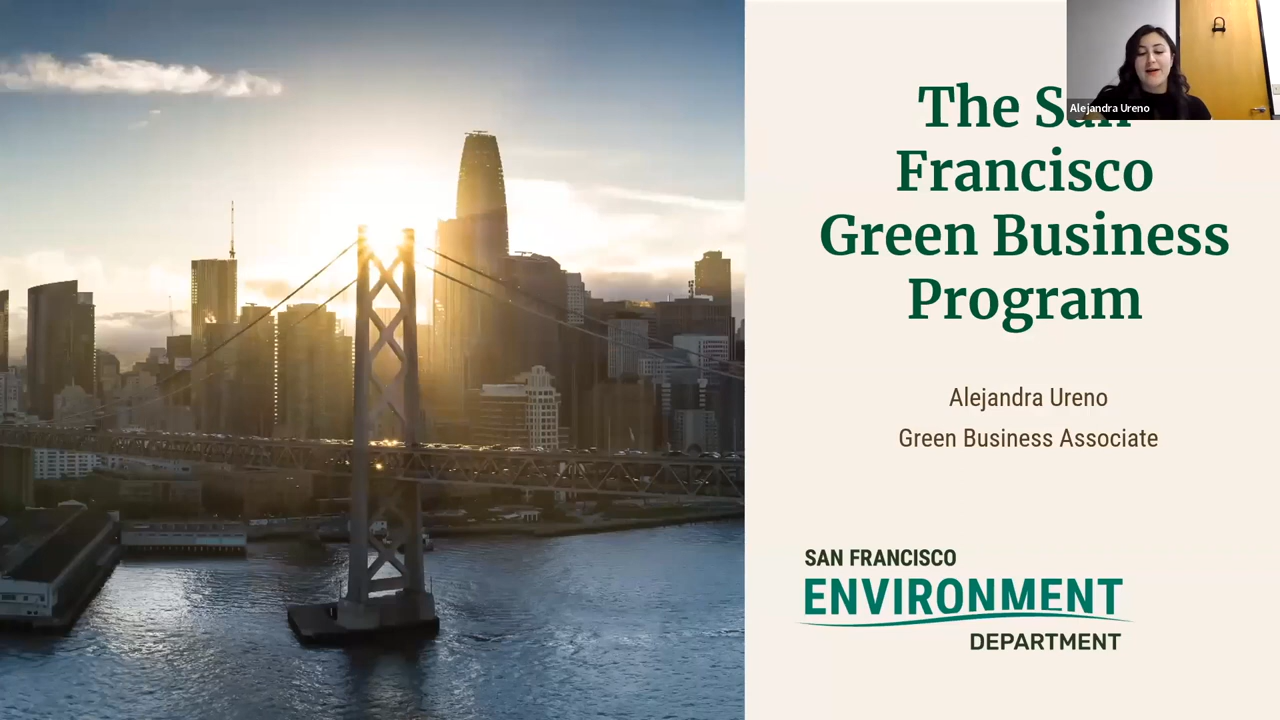 The San
Francisco
Green Business
Program
Alejandra Ureno
Alejandra Ureno
Green Business Associate
SAN FRANCISCO
ENVIRONMENT
DEPARTMENT